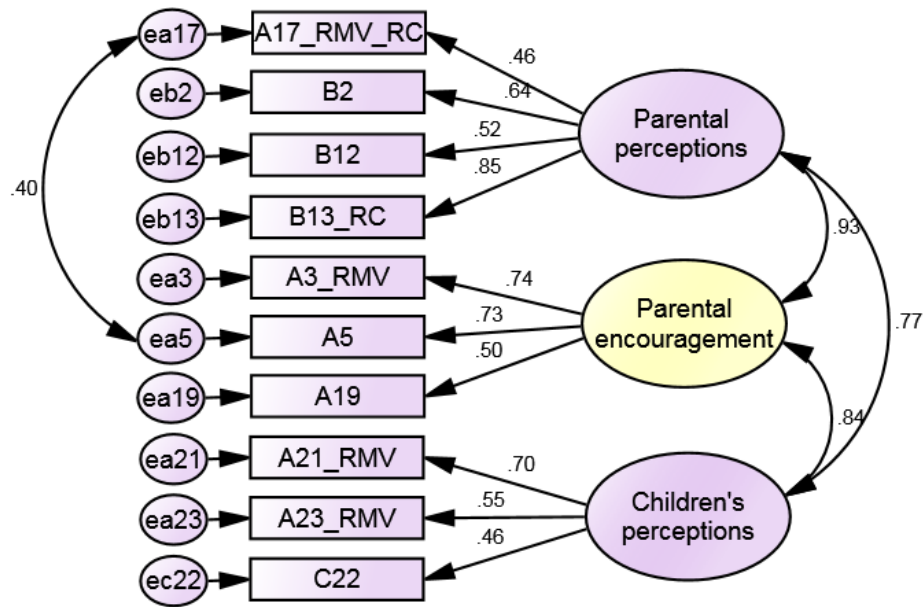 ea17
A17_RMV_RC
.46
eb2
B2
.64
Parental
perceptions
eb12
B12
.52
.85
.40
eb13
B13_RC
.93
ea3
A3_RMV
.74
Parental
encouragement
ea5
A5
.73
.77
.50
ea19
A19
.84
ea21
A21_RMV
.70
Children's
perceptions
ea23
A23_RMV
.55
.46
ec22
C22